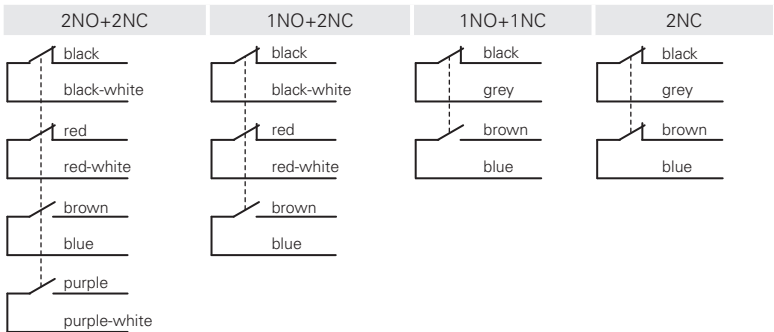 2NO+2NC
black
black-white
red
red-white
brown
blue
purple
purple-white
1NO+2NC
black
black-white
red
red-white
brown
blue
1NO+1NC
black
grey
brown
blue
2NC
black
grey
brown
blue